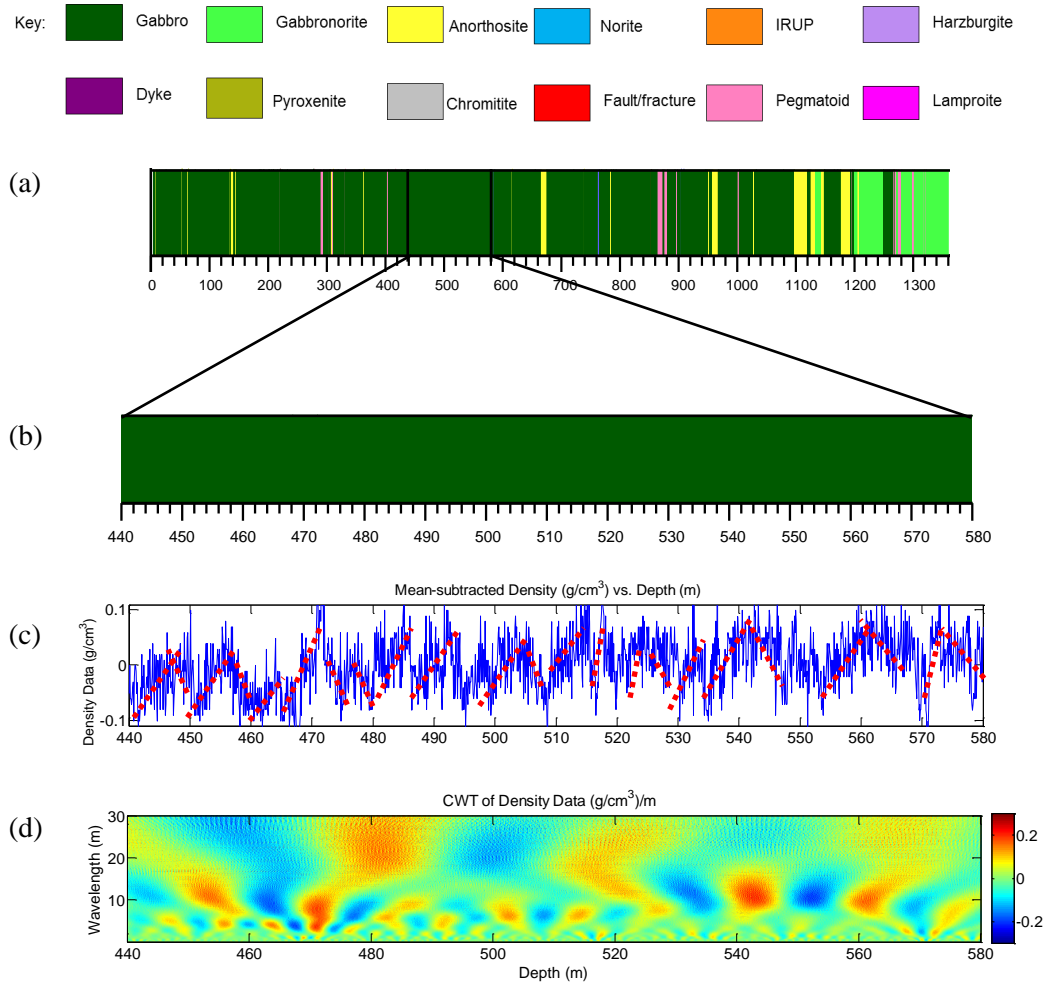 Key: Gabbro Gabbronorite Anorthosite Norite IRUP Harzburgite
Dyke Pyroxenite Chromitite Fault/fracture Pegmatoid Lamproite
(a)
0 100 200 300 400 500 600 700 800 900 1000 1100 1200 1300
(b)
440 450 460 470 480 490 500 510 520 530 540 550 560 570 580
(c)
Mean-subtracted Density (g/cm³) vs. Depth (m)
Density Data (g/cm³)
0.1
0
-0.1
440 450 460 470 480 490 500 510 520 530 540 550 560 570 580
(d)
CWT of Density Data (g/cm³)/m
Wavelength (m)
30
20
10
440 460 480 500 520 540 560 580
Depth (m)
0.2
0
-0.2